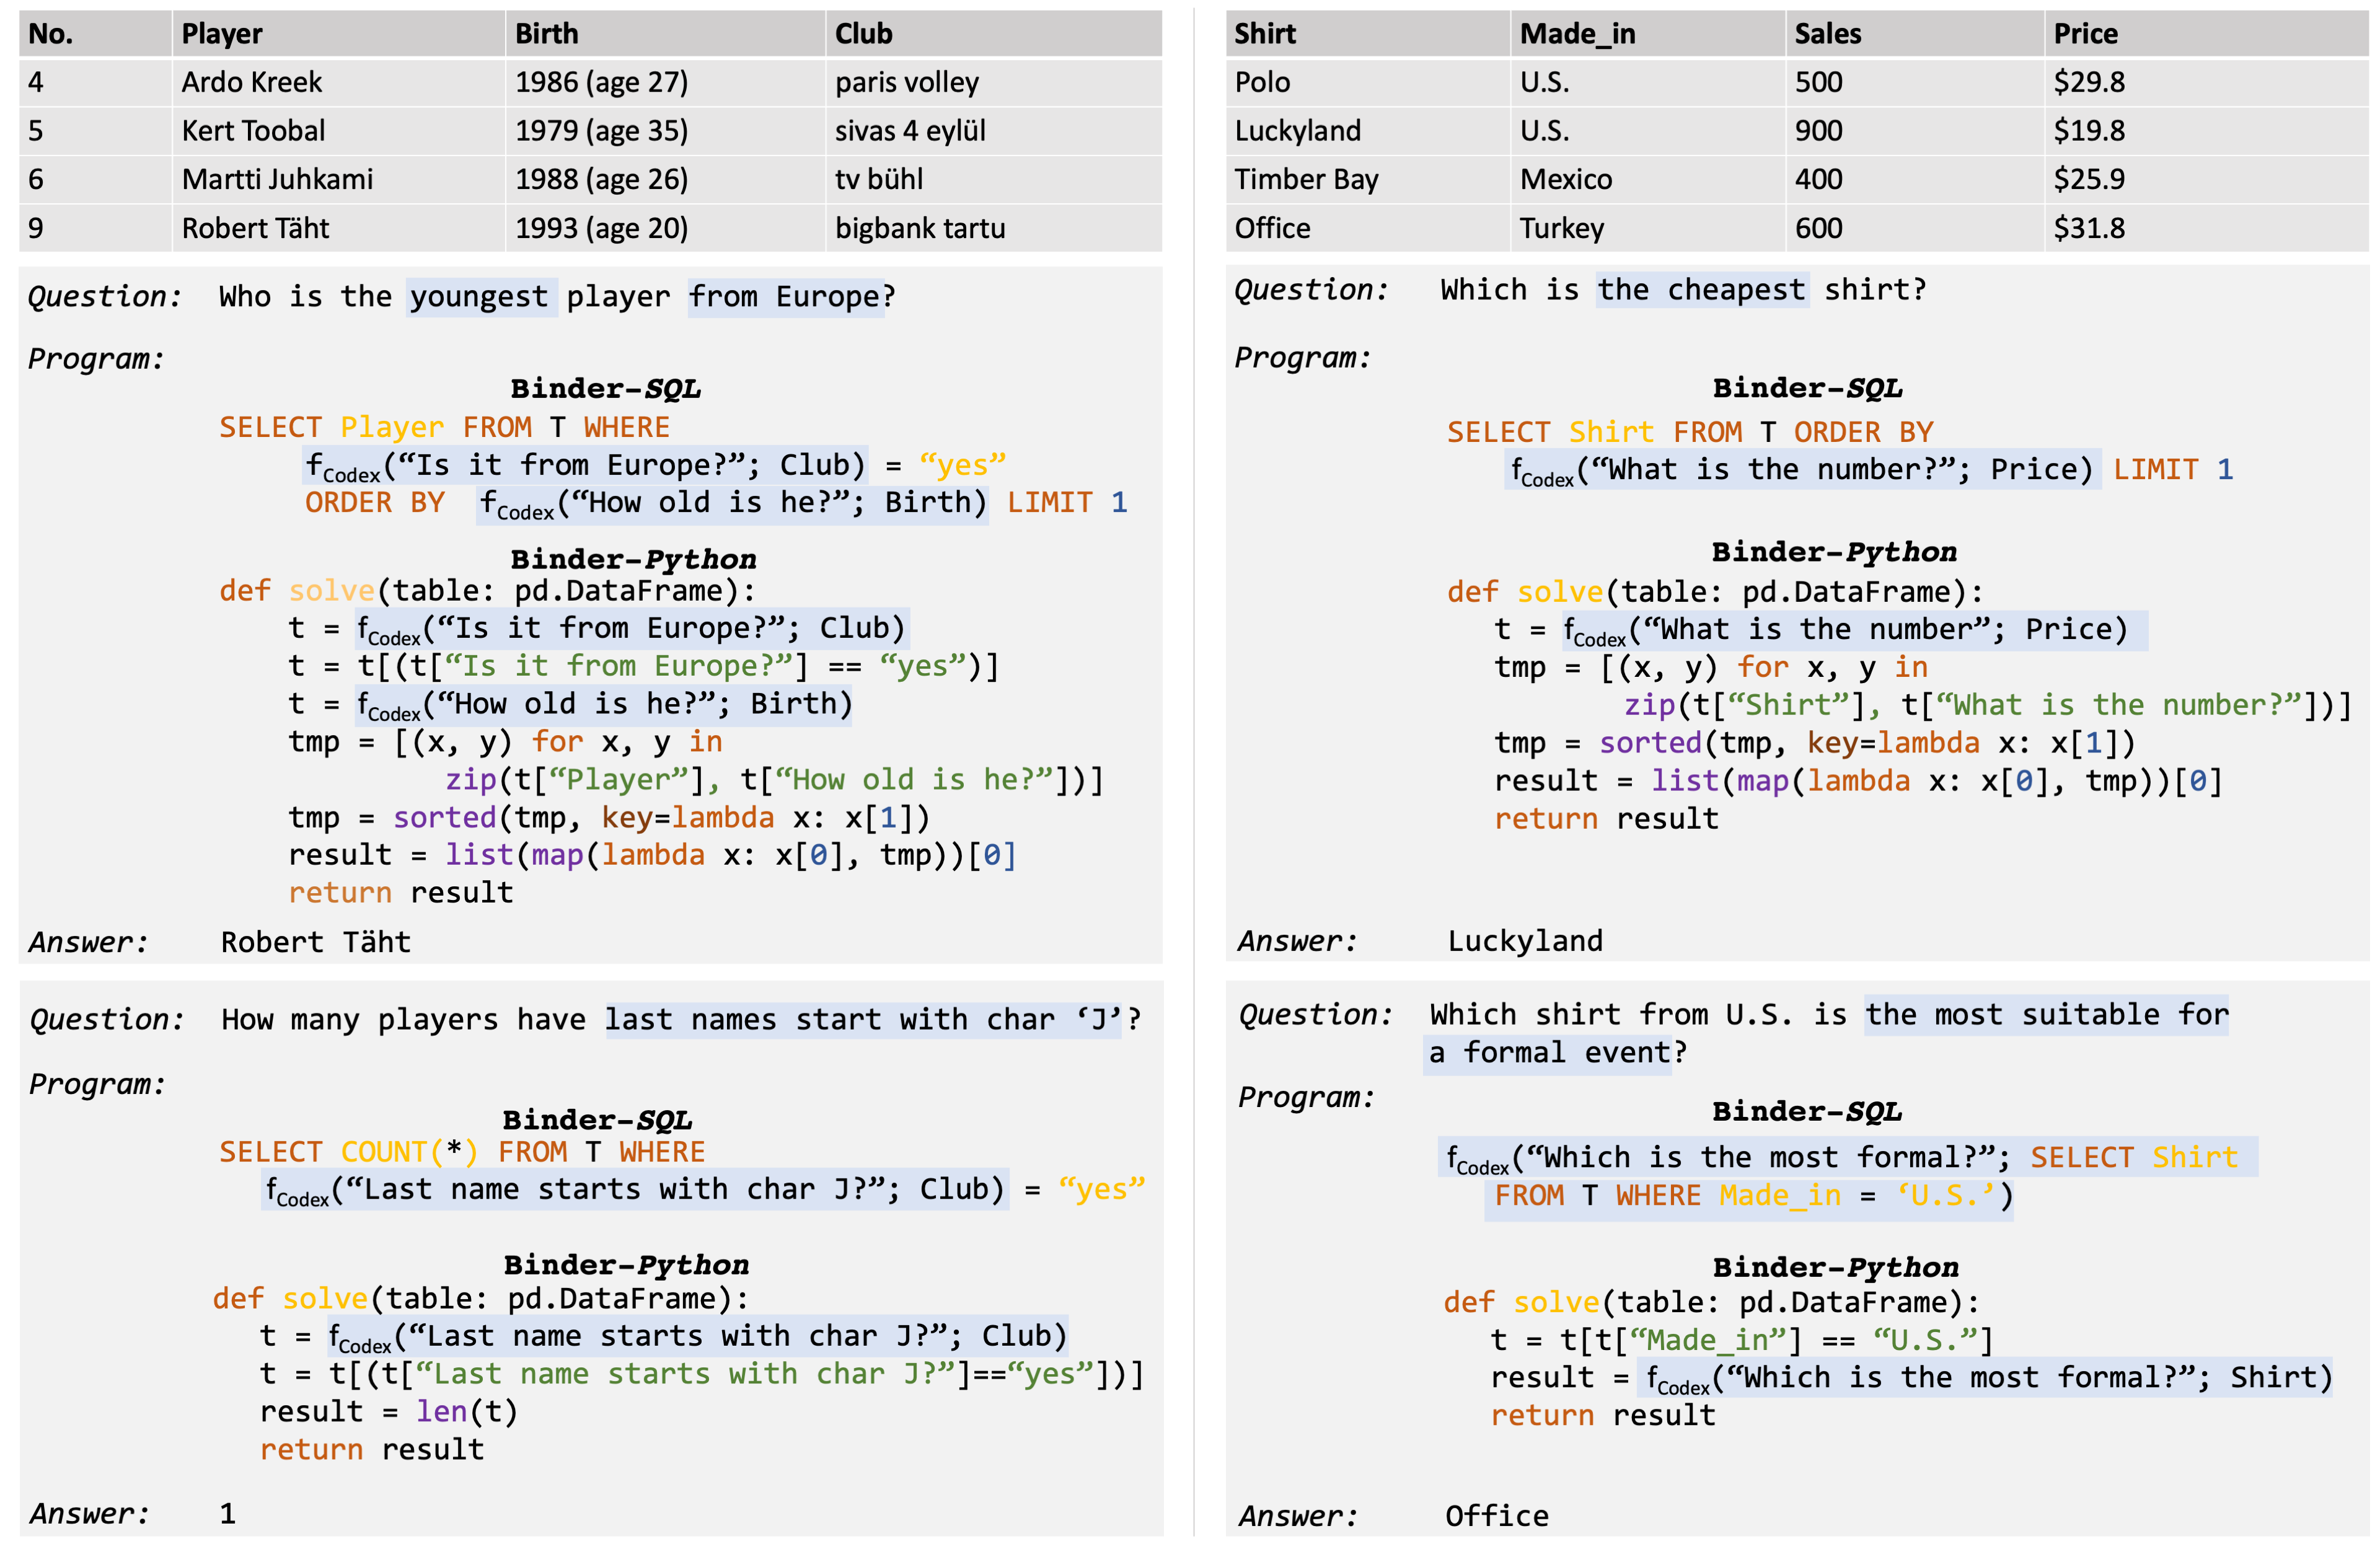 No. Player Birth Club
4 Ardo Kreek 1986 (age 27) paris volley
5 Kert Toobal 1979 (age 35) sivas 4 eylül
6 Martti Juhkami 1988 (age 26) tv bühl
9 Robert Täht 1993 (age 20) bigbank tartu
Question: Who is the youngest player from Europe?
Program:
Binder-SQL
SELECT Player FROM T WHERE
fCodex(“Is it from Europe?”; Club) = “yes”
ORDER BY fCodex(“How old is he?”; Birth) LIMIT 1
Binder-Python
def solve(table: pd.DataFrame):
t = fCodex(“Is it from Europe?”; Club)
t = t[(t[“Is it from Europe?”] == “yes”)]
t = fCodex(“How old is he?”; Birth)
tmp = [(x, y) for x, y in
zip(t[“Player”], t[“How old is he?”])]
tmp = sorted(tmp, key=lambda x: x[1])
result = list(map(lambda x: x[0], tmp))[0]
return result
Answer: Robert Täht
Question: How many players have last names start with char ‘J’?
Program:
Binder-SQL
SELECT COUNT(*) FROM T WHERE
fCodex(“Last name starts with char J?”; Club) = “yes”
Binder-Python
def solve(table: pd.DataFrame):
t = fCodex(“Last name starts with char J?”; Club)
t = t[(t[“Last name starts with char J?”]==“yes”])]
result = len(t)
return result
Answer: 1
Shirt Made_in Sales Price
Polo U.S. 500 $29.8
Luckyland U.S. 900 $19.8
Timber Bay Mexico 400 $25.9
Office Turkey 600 $31.8
Question: Which is the cheapest shirt?
Program:
Binder-SQL
SELECT Shirt FROM T ORDER BY
fCodex(“What is the number?”; Price) LIMIT 1
Binder-Python
def solve(table: pd.DataFrame):
t = fCodex(“What is the number”; Price)
tmp = [(x, y) for x, y in
zip(t[“Shirt”], t[“What is the number?”])]
tmp = sorted(tmp, key=lambda x: x[1])
result = list(map(lambda x: x[0], tmp))[0]
return result
Answer: Luckyland
Question: Which shirt from U.S. is the most suitable for
a formal event?
Program:
Binder-SQL
fCodex(“Which is the most formal?”; SELECT Shirt
FROM T WHERE Made_in = ‘U.S.’)
Binder-Python
def solve(table: pd.DataFrame):
t = t[t[“Made_in”] == “U.S.”]
result = fCodex(“Which is the most formal?”; Shirt)
return result
Answer: Office